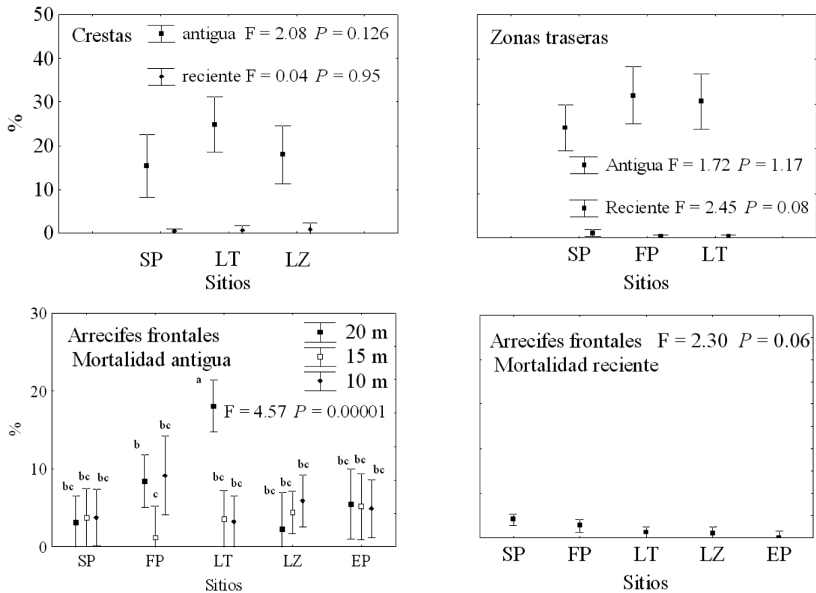 Crestas
antigua F = 2.08 P = 0.126
reciente F = 0.04 P = 0.95
%
50
40
30
20
10
0
SP LT LZ
Sitios
Zonas traseras
Antigua F = 1.72 P = 1.17
Reciente F = 2.45 P = 0.08
SP FP LT
Sitios
Arrecifes frontales
Mortalidad antigua
20 m
15 m
10 m
F = 4.57 P = 0.00001
%
30
20
10
0
bc bc bc
b c bc
a bc bc
bc bc bc
bc bc bc
SP FP LT LZ EP
Sitios
Arrecifes frontales F = 2.30 P = 0.06
Mortalidad reciente
SP FP LT LZ EP
Sitios